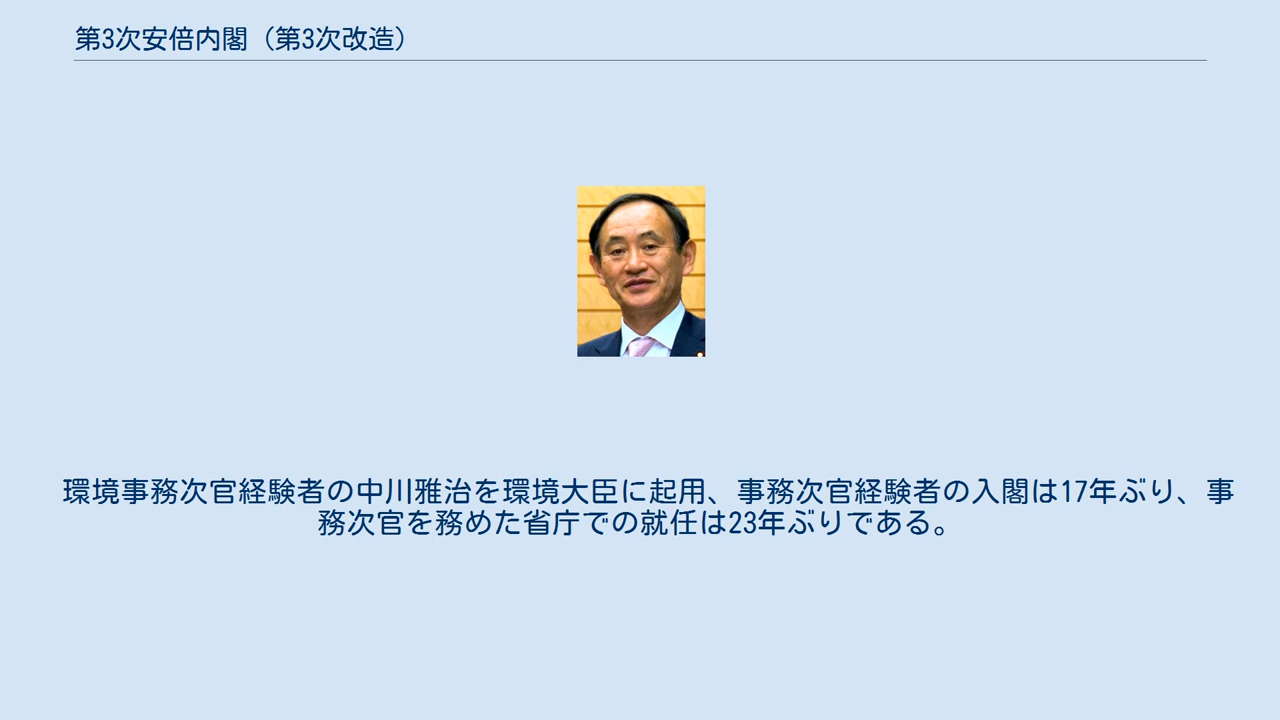 第3次安倍内閣（第3次改造）
環境事務次官経験者の中川雅治を環境大臣に起用、事務次官経験者の入閣は17年ぶり、事
務次官を務めた省庁での就任は23年ぶりである。